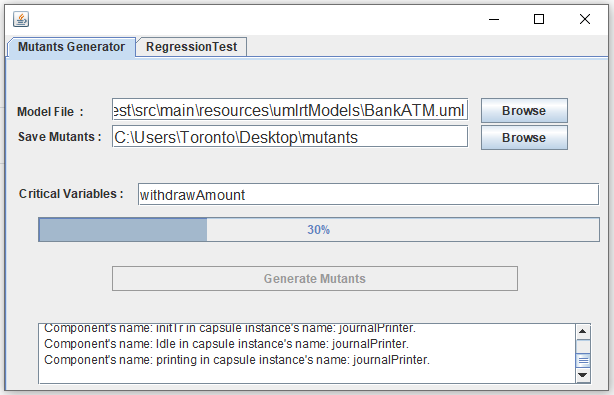 Mutants Generator RegressionTest
Model File : est\src\main\resources\umlrtModels\BankATM.uml Browse
Save Mutants : C:\Users\Toronto\Desktop\mutants Browse
Critical Variables : withdrawAmount
30%
Generate Mutants
Component's name: initTr in capsule instance's name: journalPrinter.
Component's name: Idle in capsule instance's name: journalPrinter.
Component's name: printing in capsule instance's name: journalPrinter.